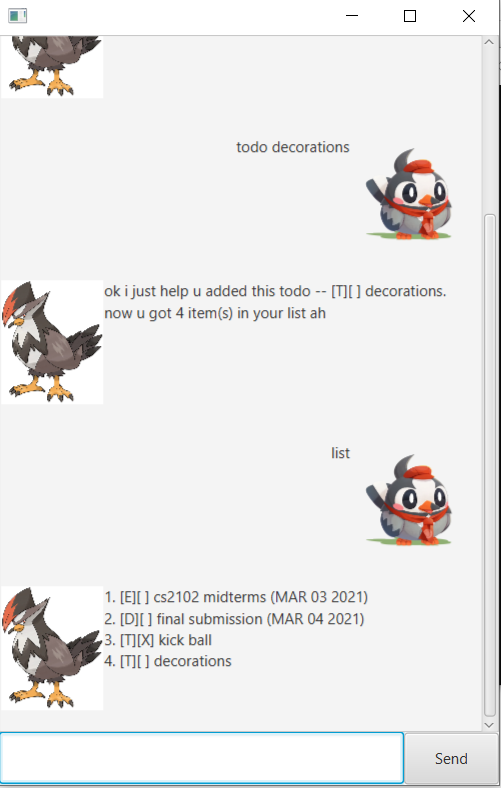 todo decorations
ok i just help u added this todo -- [T][ ] decorations.
now u got 4 item(s) in your list ah
list
1. [E][ ] cs2102 midterms (MAR 03 2021)
2. [D][ ] final submission (MAR 04 2021)
3. [T][X] kick ball
4. [T][ ] decorations
Send